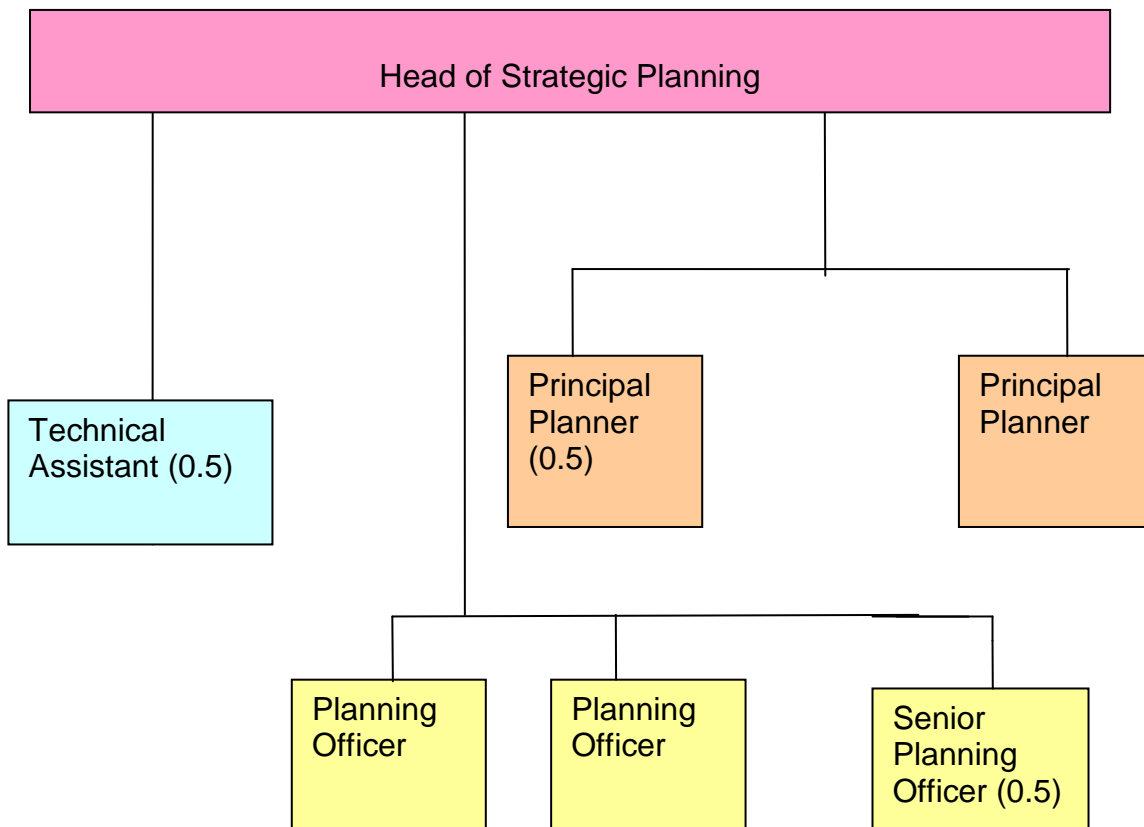 Head of Strategic Planning
Technical
Assistant (0.5)
Principal
Planner
(0.5)
Principal
Planner
Planning
Officer
Planning
Officer
Senior
Planning
Officer (0.5)